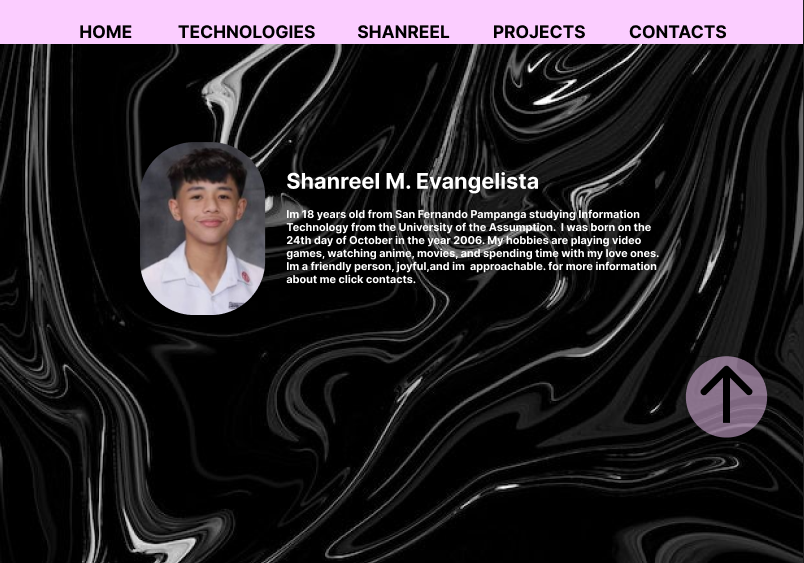 HOME TECHNOLOGIES SHANREEL PROJECTS CONTACTS
Shanreel M. Evangelista
Im 18 years old from San Fernando Pampanga studying Information
Technology from the University of the Assumption.  I was born on the
24th day of October in the year 2006. My hobbies are playing video
games, watching anime, movies, and spending time with my love ones.
Im a friendly person, joyful,and im  approachable. for more information
about me click contacts.